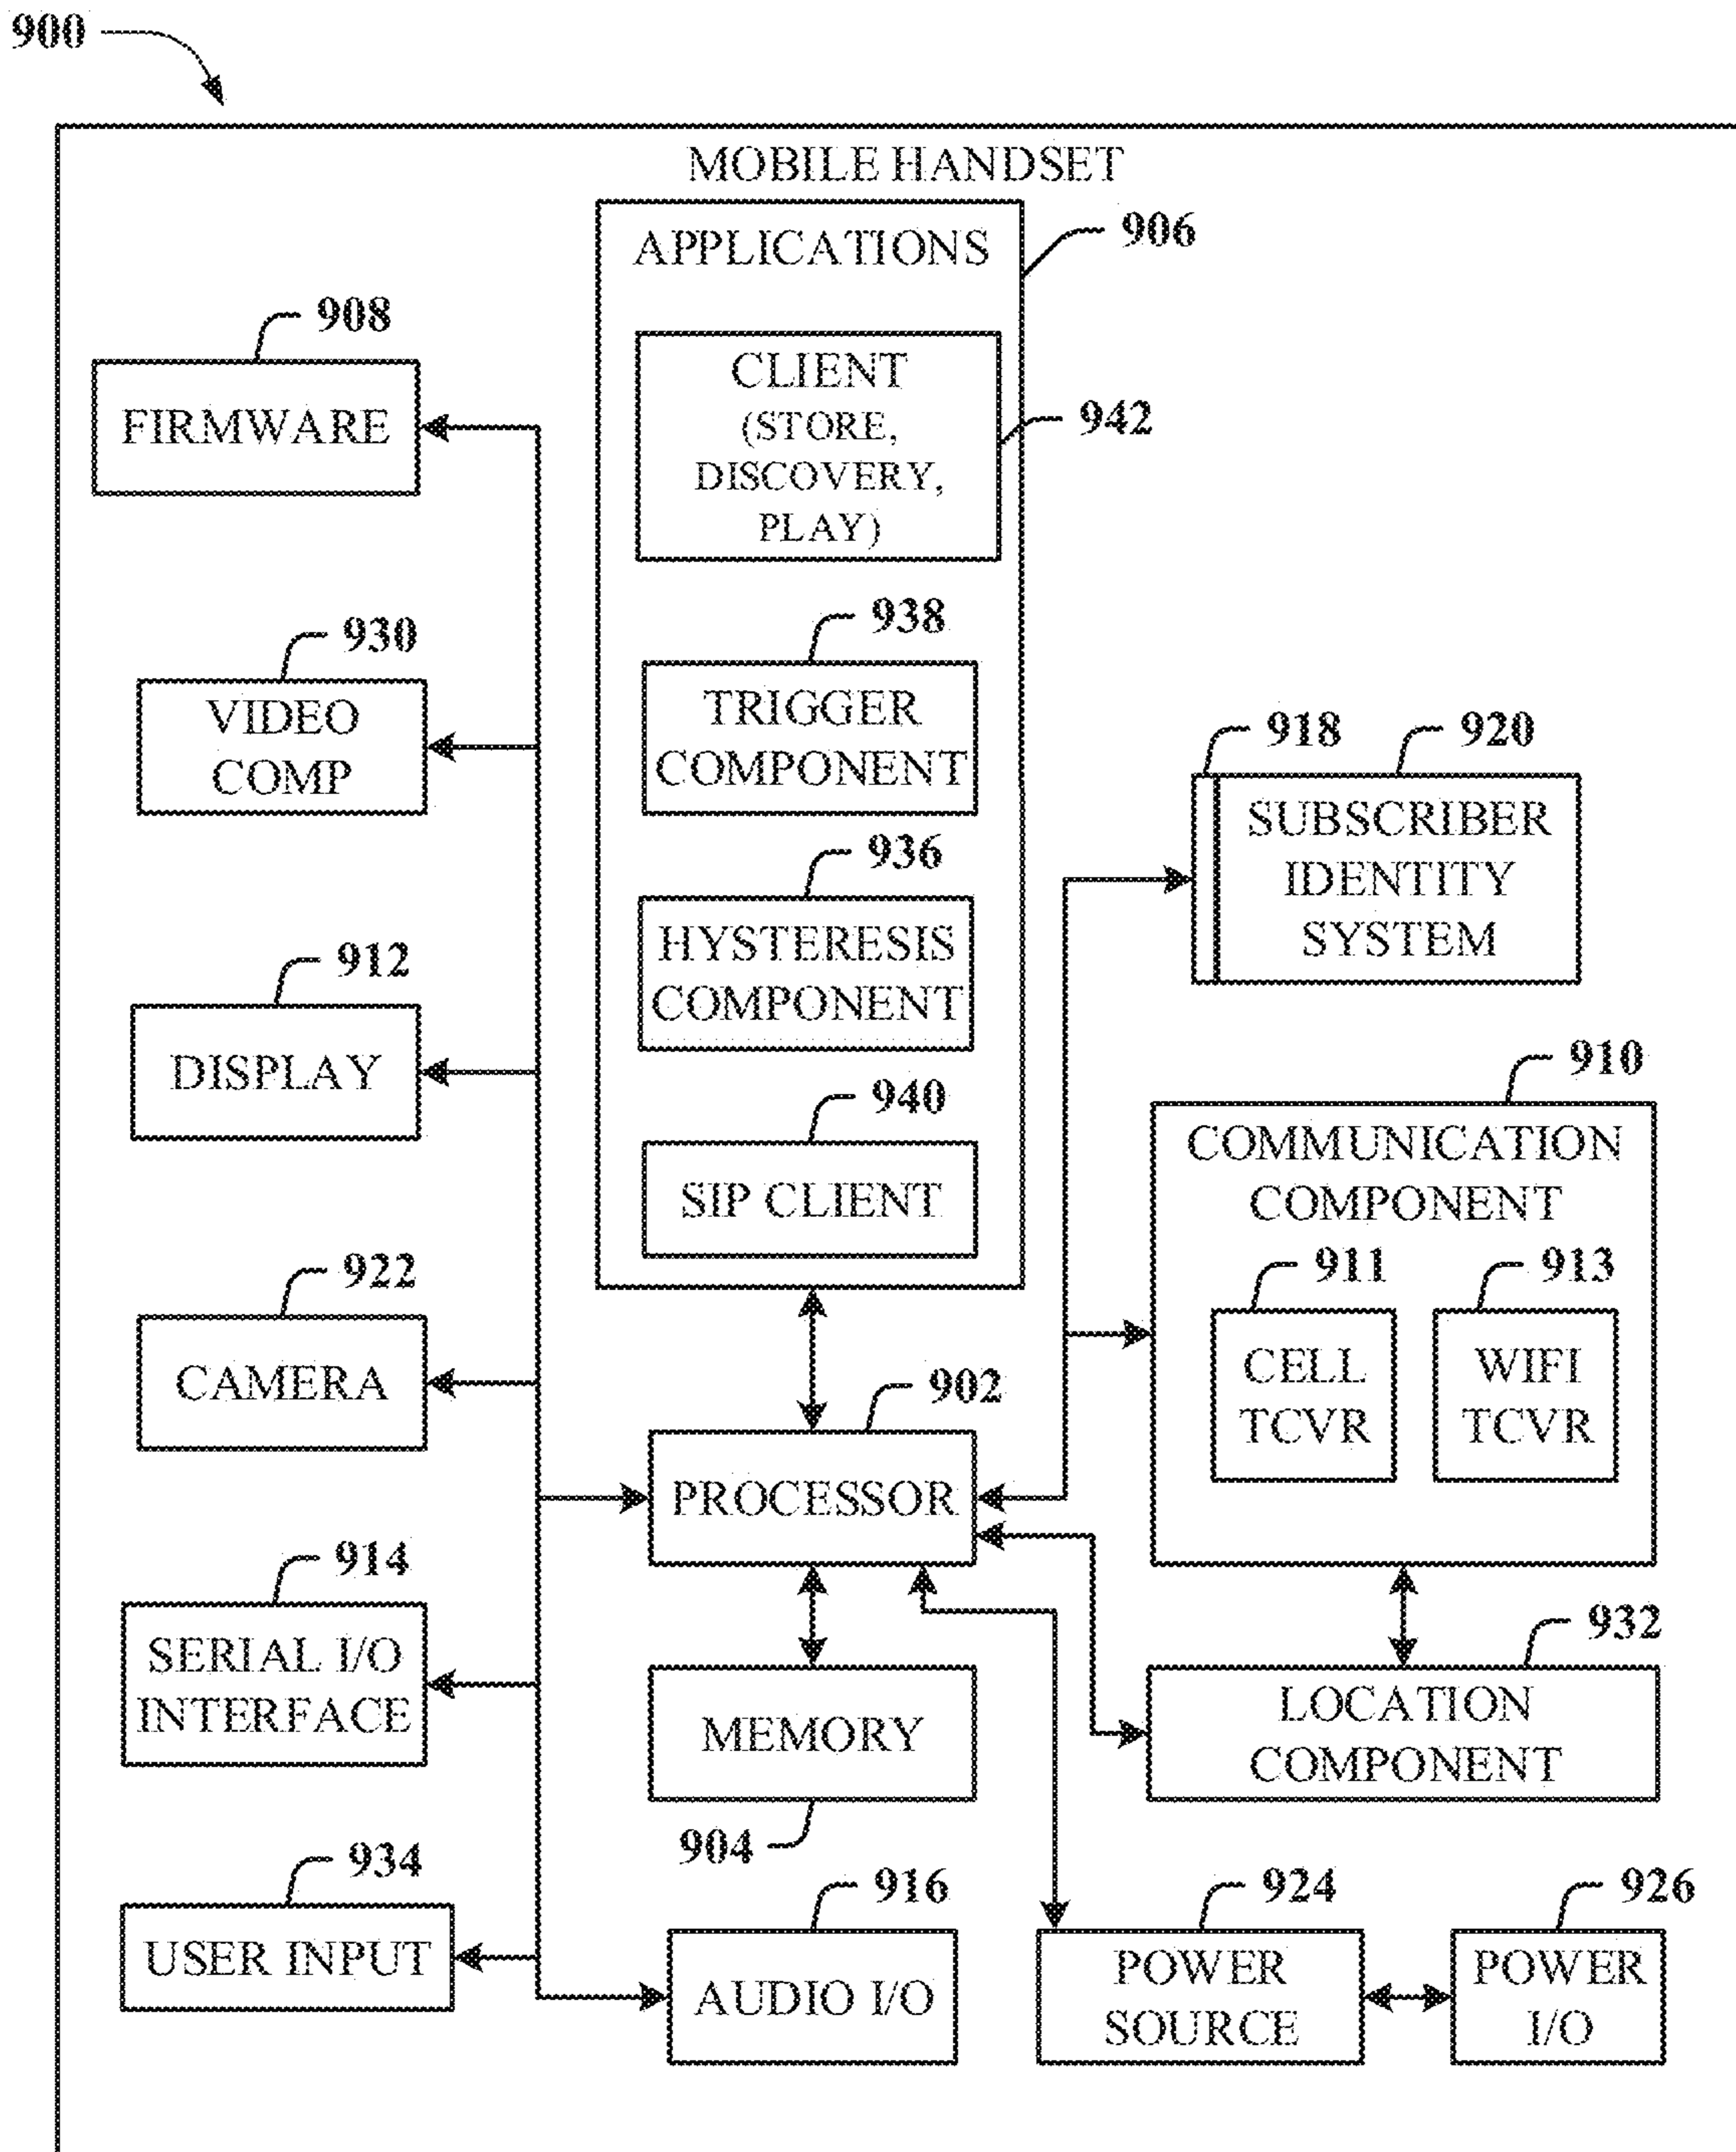 900
MOBILE HANDSET
APPLICATIONS
906
908
FIRMWARE
CLIENT
(STORE,
DISCOVERY,
PLAY)
942
930
VIDEO
COMP
938
TRIGGER
COMPONENT
918
920
SUBSCRIBER
IDENTITY
SYSTEM
936
HYSTERESIS
COMPONENT
912
DISPLAY
940
SIP CLIENT
910
COMMUNICATION
COMPONENT
911
CELL
TCVR
913
WIFI
TCVR
922
CAMERA
902
PROCESSOR
914
SERIAL I/O
INTERFACE
MEMORY
904
932
LOCATION
COMPONENT
934
USER INPUT
916
AUDIO I/O
924
POWER
SOURCE
926
POWER
I/O